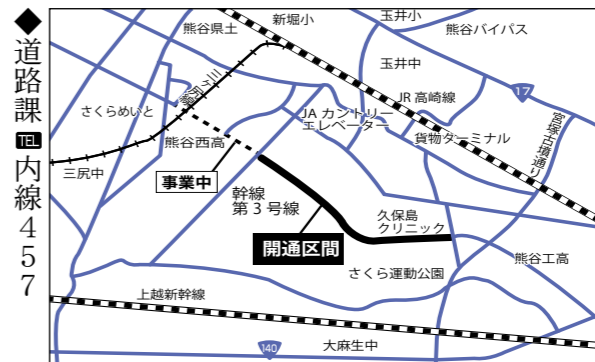 ◆道路課 TEL 内線457
熊谷県土
新堀小
玉井小
熊谷バイパス
玉井中
17
三ヶ尻線
さくらめいと
JR高崎線
JAカントリー
エレベーター
貨物ターミナル
宮塚古墳通り
熊谷西高
三尻中
事業中
幹線
第3号線
久保島
クリニック
開通区間
熊谷工高
さくら運動公園
上越新幹線
140
大麻生中